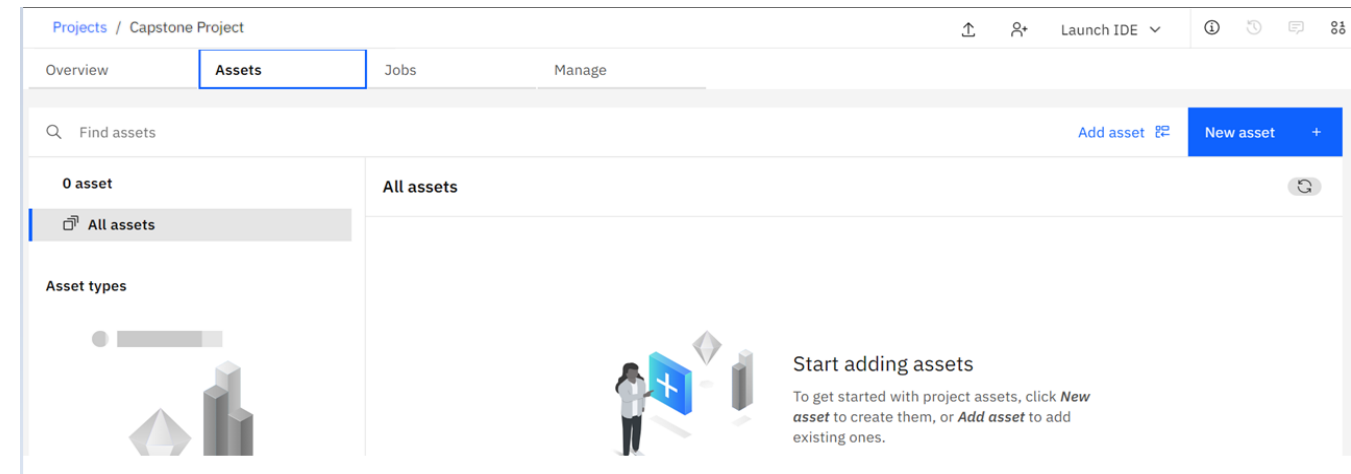 Projects / Capstone Project
Launch IDE
Overview
Assets
Jobs
Manage
Find assets
Add asset
New asset +
0 asset
All assets
All assets
Asset types
Start adding assets
To get started with project assets, click New
asset to create them, or Add asset to add
existing ones.